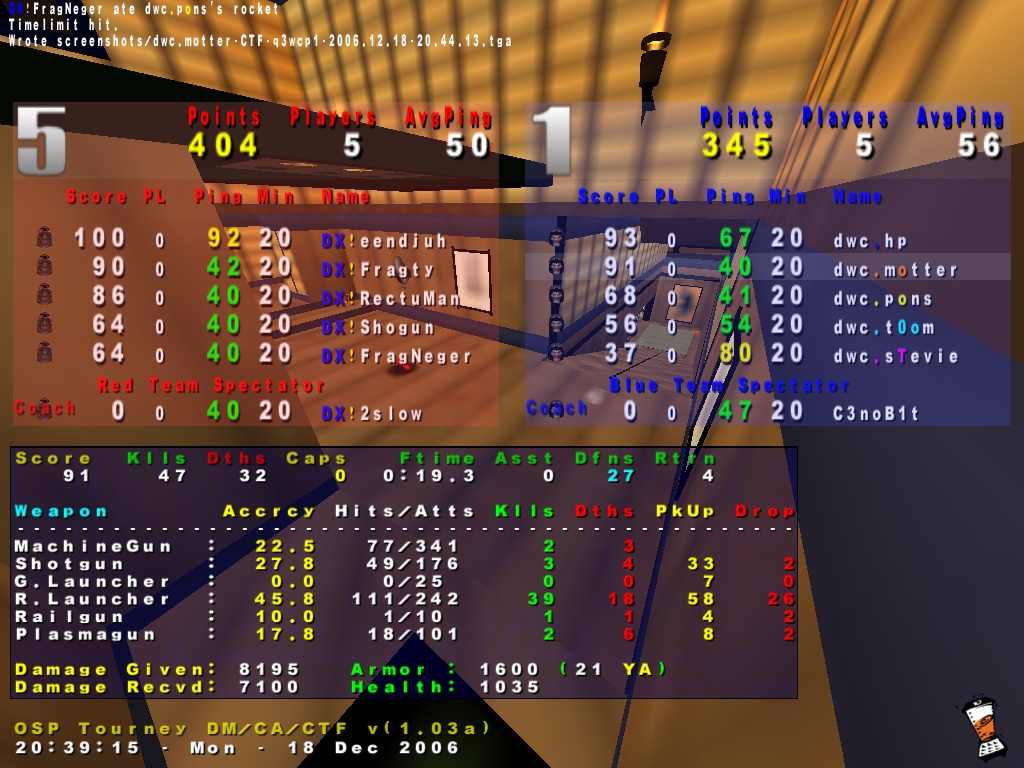 DX!FragNeger ate dwc.pons's rocket
Timelimit hit.
Wrote screenshots/dwc.motter-CTF-q3wcp1-2006.12.18-20.44.13.tga
5 Points Players AvgPing
404 5 50
Score PL Ping Min Name
100 0 92 20 DX!eendjuh
90 0 42 20 DX!Fragty
86 0 40 20 DX!RectuMan
64 0 40 20 DX!Shogun
64 0 40 20 DX!FragNeger
Red Team Spectator
Coach 0 0 40 20 DX!2slow
1 Points Players AvgPing
345 5 56
Score PL Ping Min Name
93 0 67 20 dwc.hp
91 0 40 20 dwc.motter
68 0 41 20 dwc.pons
56 0 54 20 dwc.t0om
37 0 80 20 dwc.sTevie
Blue Team Spectator
Coach 0 0 47 20 C3noB1t
Score Klls Dths Caps Ftime Asst Dfns Rtrn
91 47 32 0 0:19.3 0 27 4
Weapon Accrcy Hits/Atts Klls Dths PkUp Drop
- - - - - - - - - - - - - - - - - - - - - - - - - - - - - - - - - - - - - - - - - - - - - - - - - - - -
MachineGun : 22.5 77/341 2 3
Shotgun : 27.8 49/176 3 4 33 2
G.Launcher : 0.0 0/25 0 0 7 0
R.Launcher : 45.8 111/242 39 18 58 26
Railgun : 10.0 1/10 1 1 4 2
Plasmagun : 17.8 18/101 2 6 8 2
Damage Given: 8195 Armor : 1600 (21 YA)
Damage Recvd: 7100 Health: 1035
OSP Tourney DM/CA/CTF v(1.03a)
20:39:15 - Mon - 18 Dec 2006